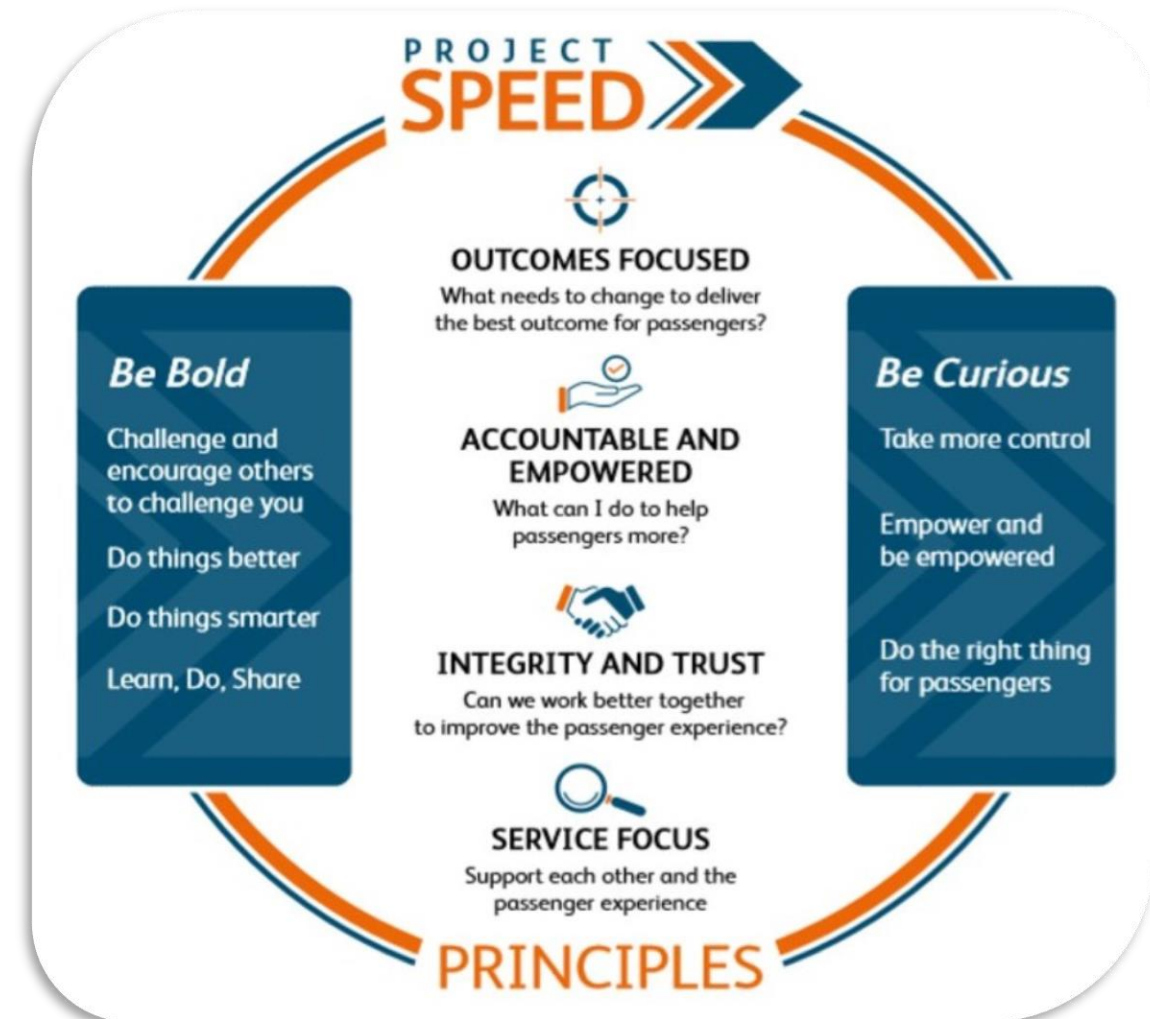 PROJECT
SPEED
OUTCOMES FOCUSED
What needs to change to deliver
the best outcome for passengers?
ACCOUNTABLE AND
EMPOWERED
What can I do to help
passengers more?
INTEGRITY AND TRUST
Can we work better together
to improve the passenger experience?
SERVICE FOCUS
Support each other and the
passenger experience
Be Bold
Challenge and
encourage others
to challenge you
Do things better
Do things smarter
Learn, Do, Share
Be Curious
Take more control
Empower and
be empowered
Do the right thing
for passengers
PRINCIPLES